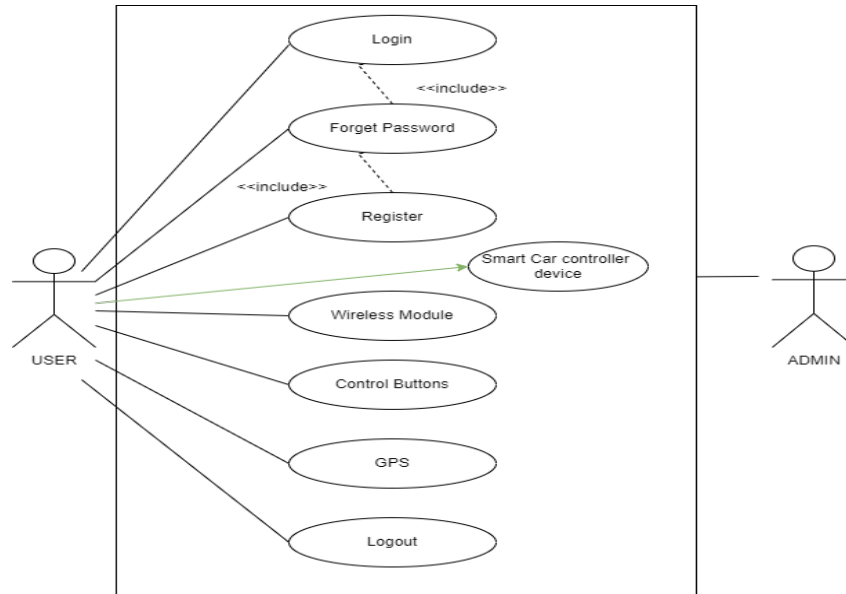 Login
<<include>>
Forget Password
<<include>>
Register
Smart Car controller
device
Wireless Module
USER
ADMIN
Control Buttons
GPS
Logout